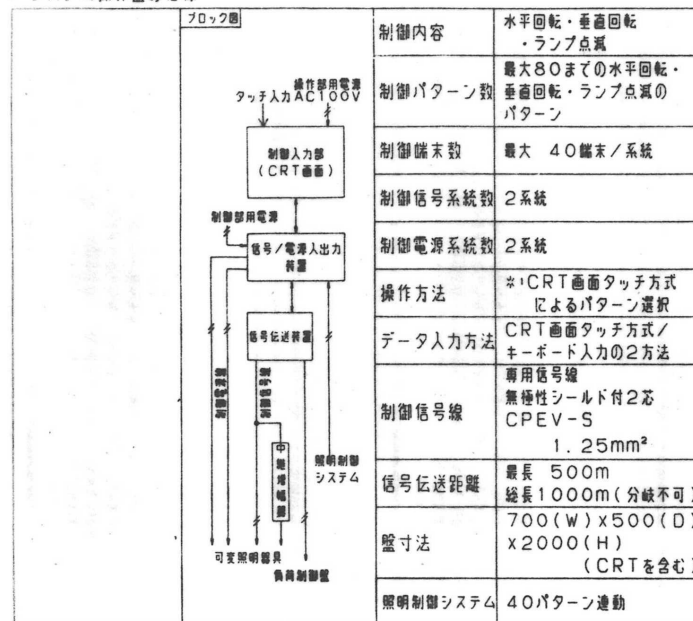 ブロック図
操作部用電源
タッチ入力 AC100V
制御入力部
(CRT画面)
制御部用電源
信号/電源入出力
装置
信号伝送装置
制御電源線
制御信号線
中継増幅器
照明制御
システム
可変照明器具
負荷制御盤
制御内容
水平回転・垂直回転
・ランプ点滅
制御パターン数
最大80までの水平回転・
垂直回転・ランプ点滅の
パターン
制御端末数
最大 40端末/系統
制御信号系統数
2系統
制御電源系統数
2系統
操作方法
※1CRT画面タッチ方式
によるパターン選択
データ入力方法
CRT画面タッチ方式/
キーボード入力の2方法
制御信号線
専用信号線
無極性シールド付2芯
CPEV-S
1.25mm²
信号伝送距離
最長 500m
総長1000m(分岐不可)
盤寸法
700(W)x500(D)
x2000(H)
(CRTを含む)
照明制御システム
40パターン連動